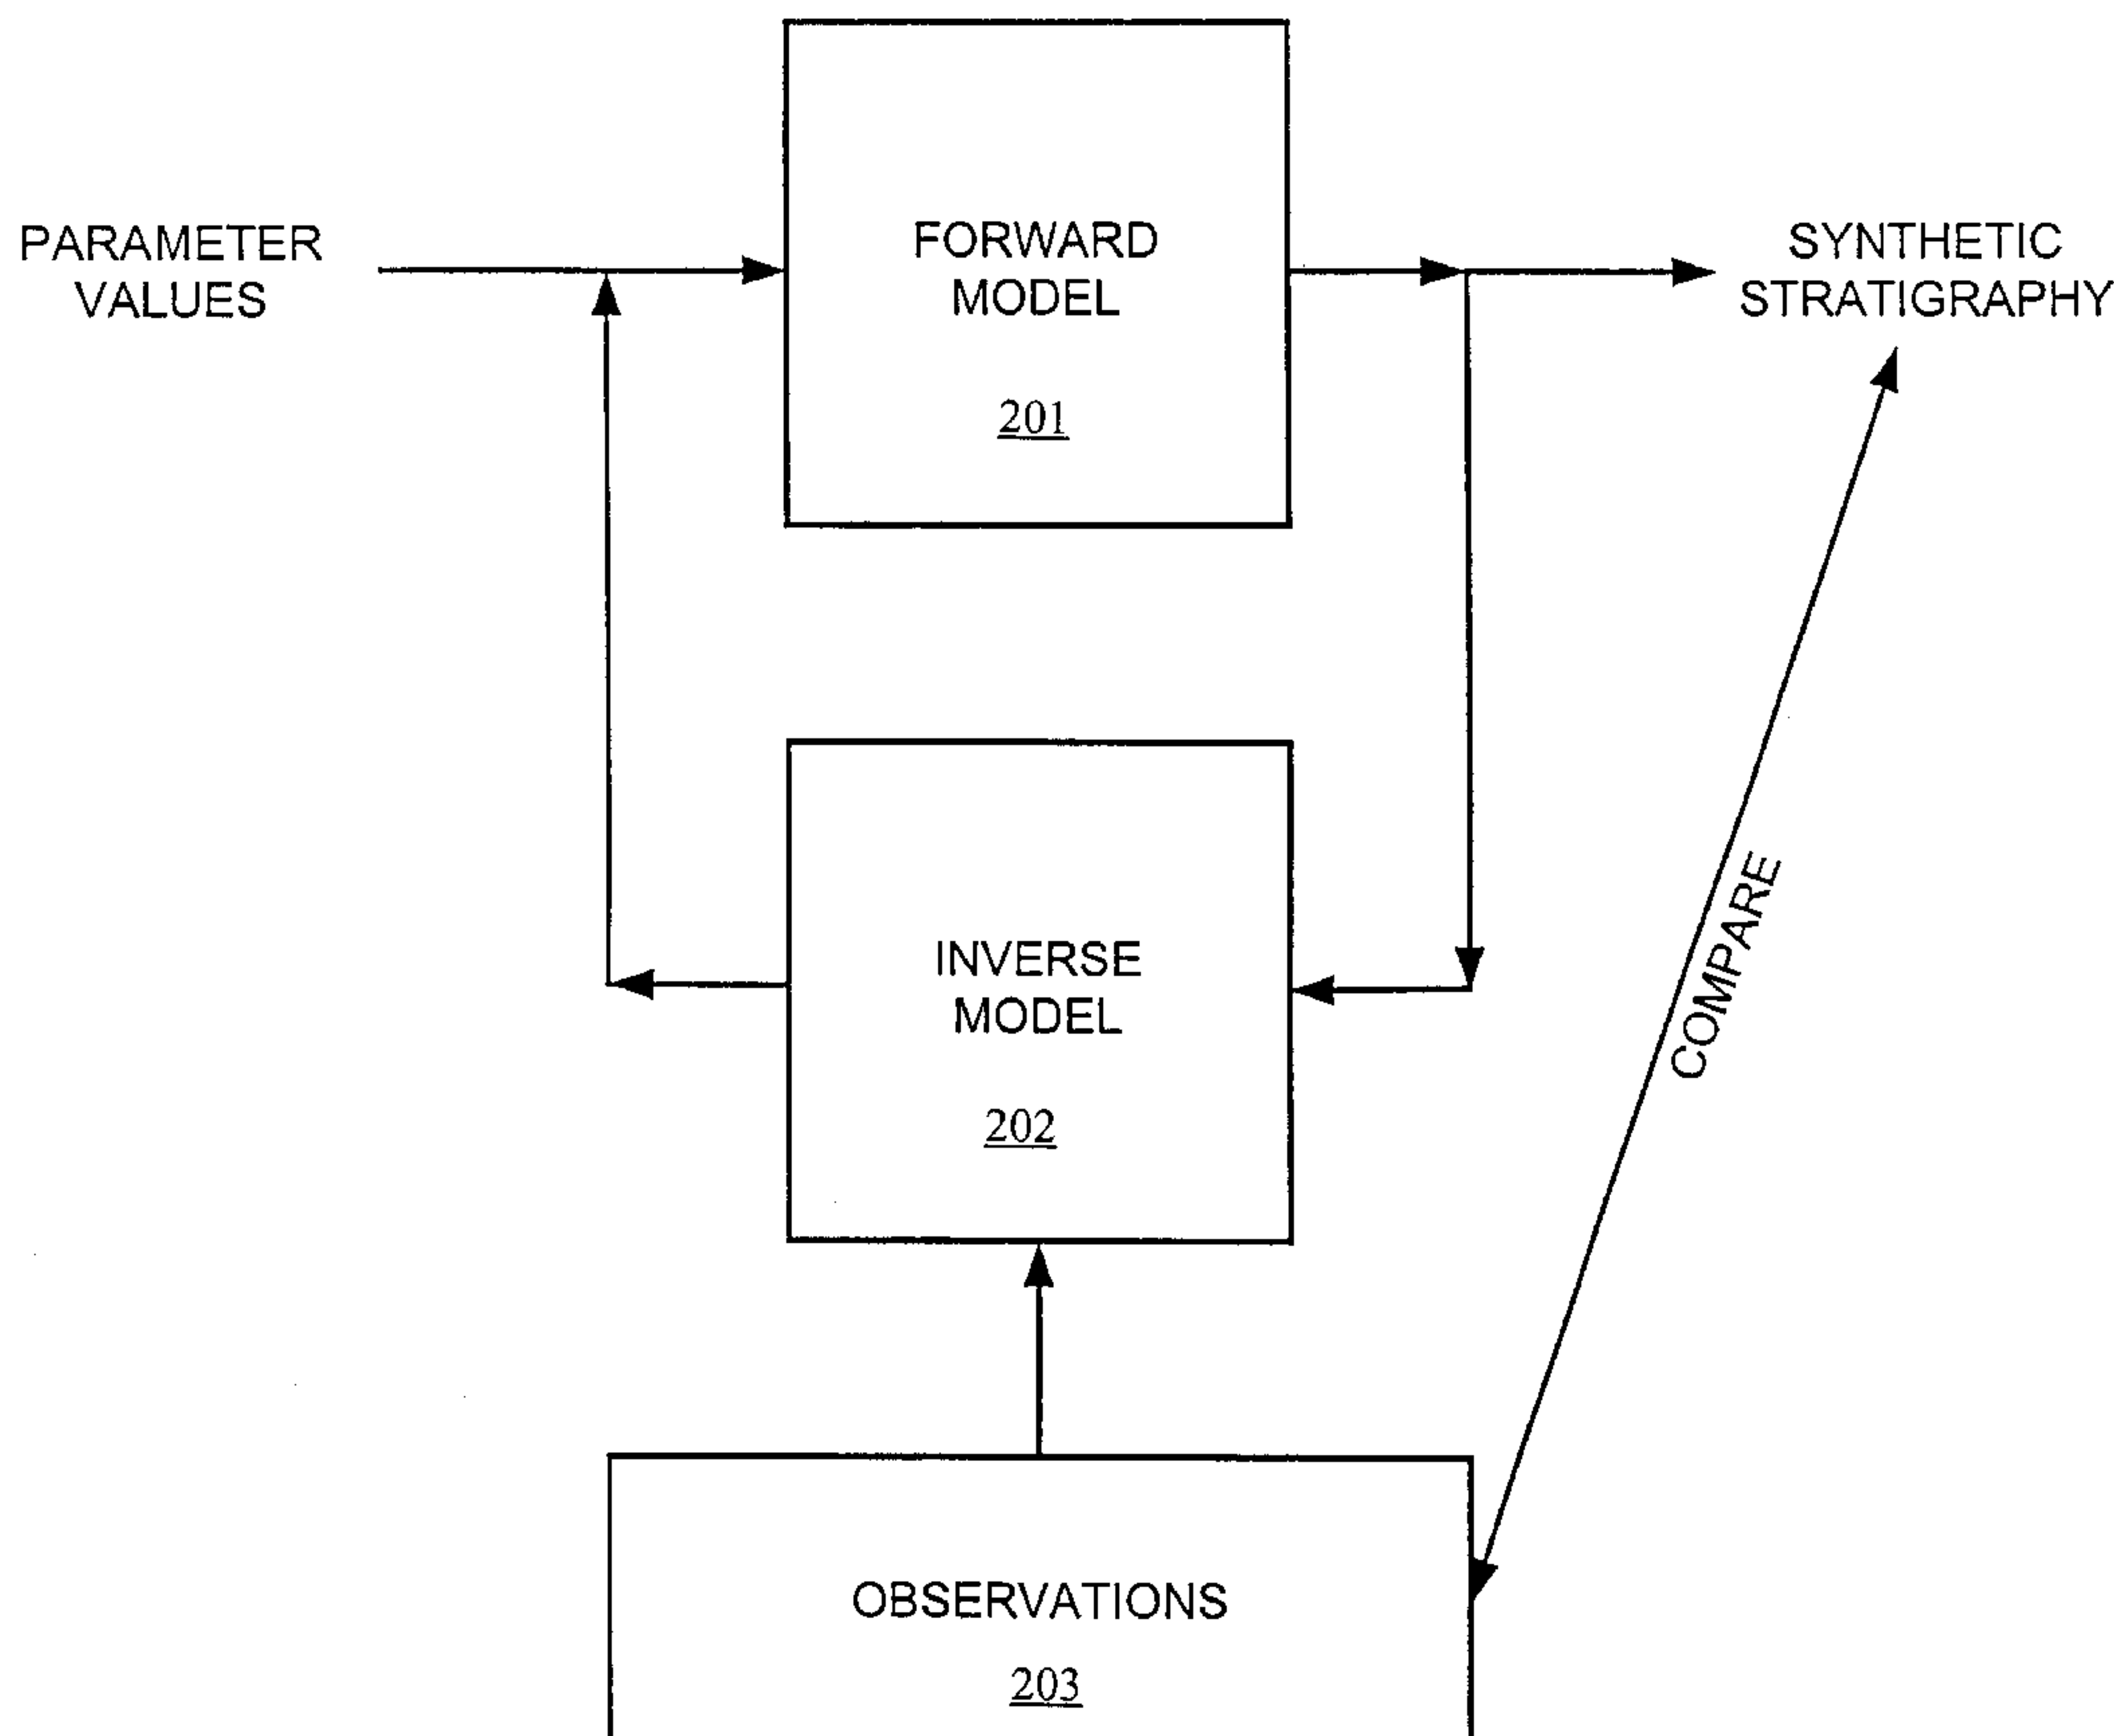 PARAMETER
VALUES
FORWARD
MODEL
201
SYNTHETIC
STRATIGRAPHY
INVERSE
MODEL
202
COMPARE
OBSERVATIONS
203